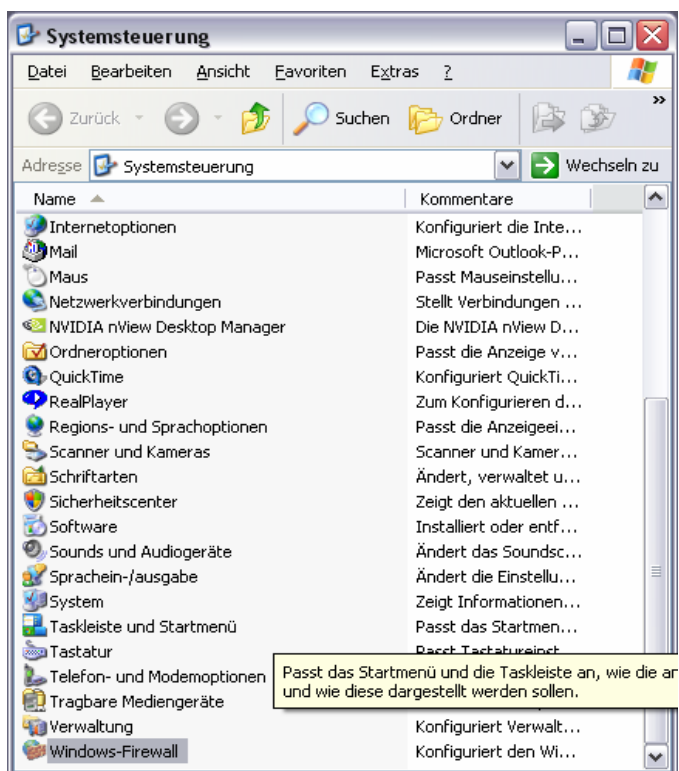 Systemsteuerung
Datei Bearbeiten Ansicht Favoriten Extras ?
Zurück Suchen Ordner »
Adresse Systemsteuerung Wechseln zu
Name Kommentare
Internetoptionen Konfiguriert die Inte...
Mail Microsoft Outlook-P...
Maus Passt Mauseinstellu...
Netzwerkverbindungen Stellt Verbindungen ...
NVIDIA nView Desktop Manager Die NVIDIA nView D...
Ordneroptionen Passt die Anzeige v...
QuickTime Konfiguriert QuickTi...
RealPlayer Zum Konfigurieren d...
Regions- und Sprachoptionen Passt die Anzeigeei...
Scanner und Kameras Scanner und Kamer...
Schriftarten Ändert, verwaltet u...
Sicherheitscenter Zeigt den aktuellen ...
Software Installiert oder entf...
Sounds und Audiogeräte Ändert das Soundsc...
Sprachein-/ausgabe Ändert die Einstellu...
System Zeigt Informationen...
Taskleiste und Startmenü Passt das Startmen...
Tastatur Passt Tastatureinst...
Telefon- und Modemoptionen
Passt das Startmenü und die Taskleiste an, wie die
und wie diese dargestellt werden sollen.
Tragbare Mediengeräte
Verwaltung Konfiguriert Verwalt...
Windows-Firewall Konfiguriert den Wi...